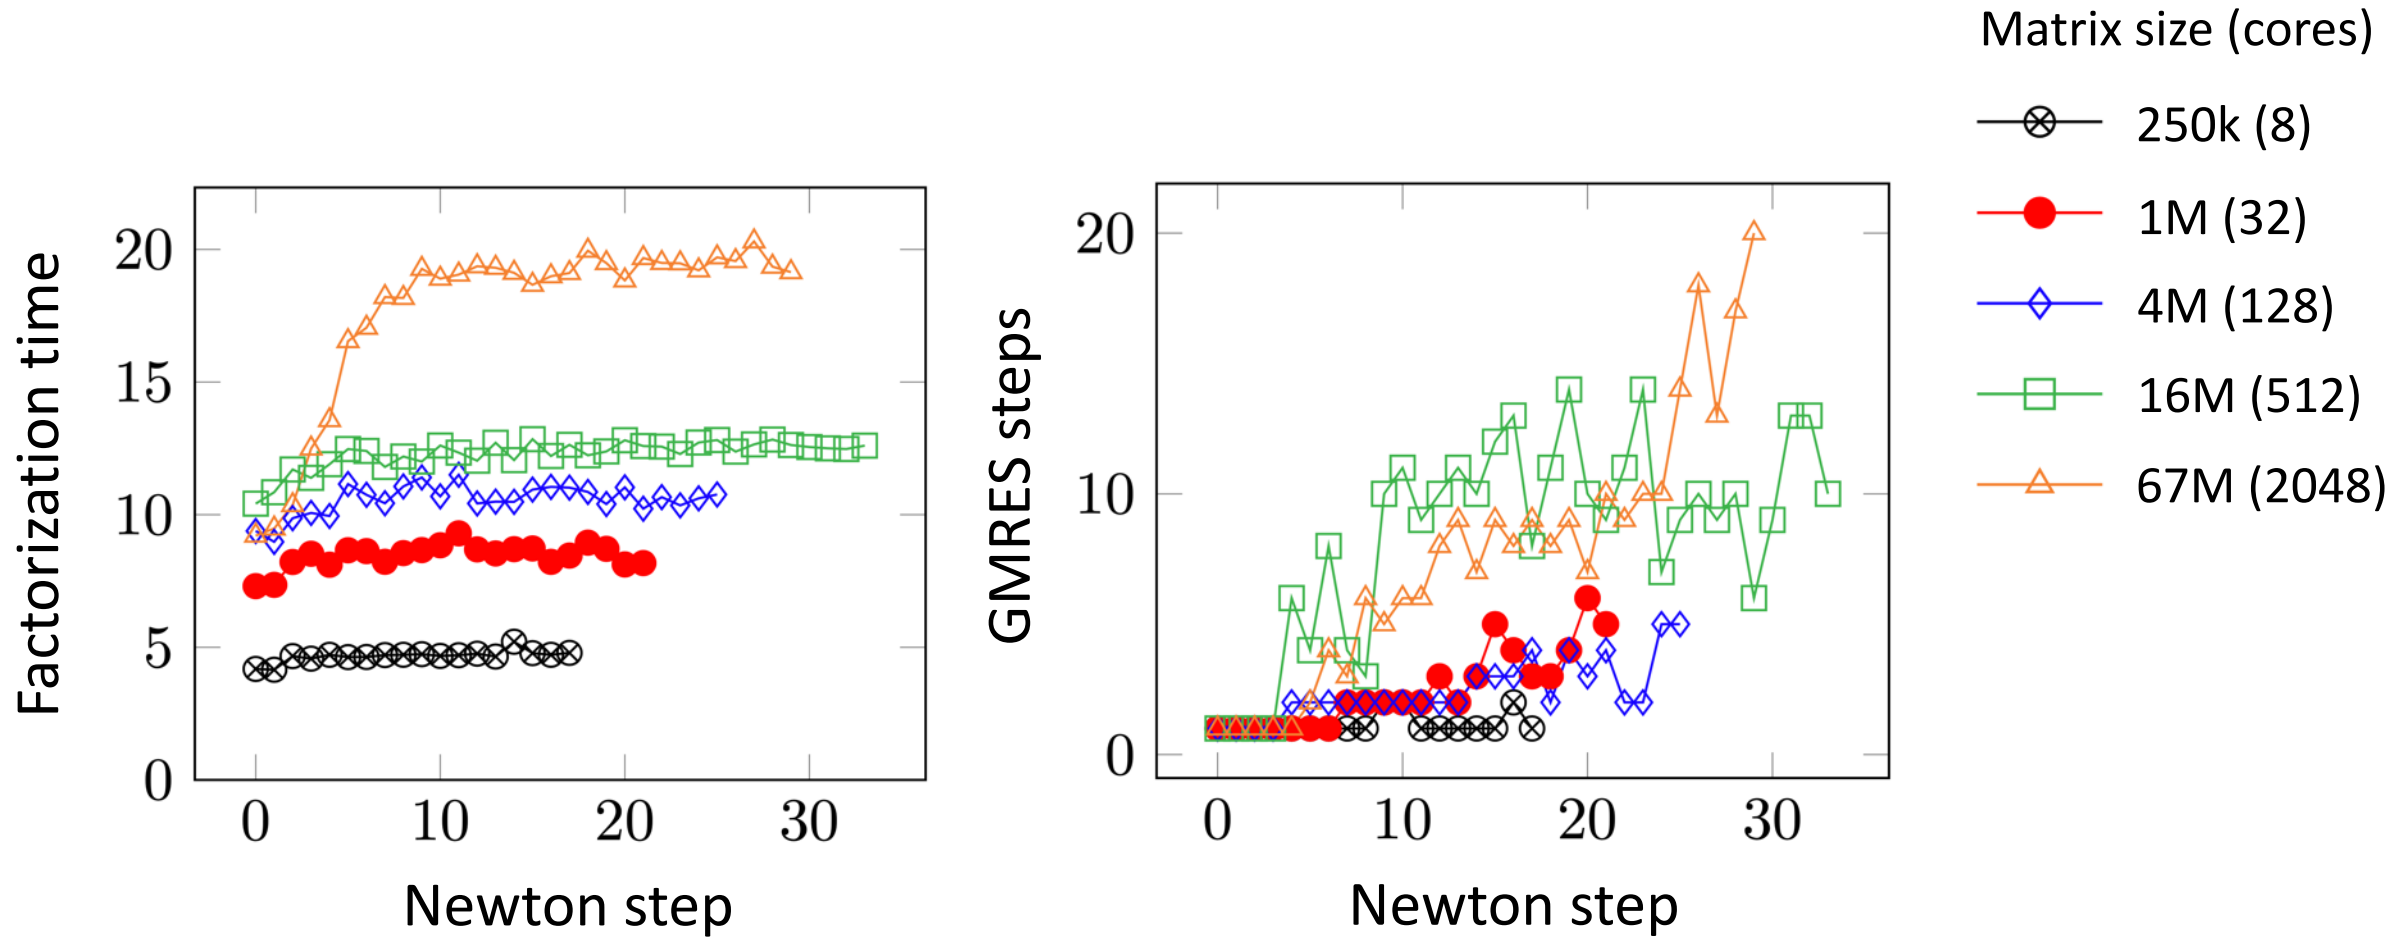 Matrix size (cores)
250k (8)
1M (32)
4M (128)
16M (512)
67M (2048)
Factorization time
20
15
10
5
0
0 10 20 30
Newton step
GMRES steps
20
10
0
0 10 20 30
Newton step